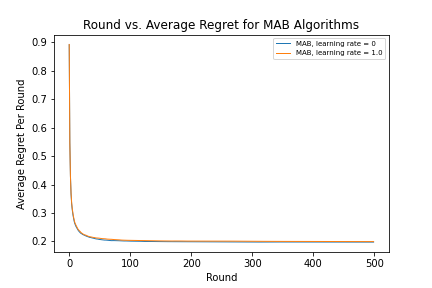 Round vs. Average Regret for MAB Algorithms
MAB, learning rate = 0
MAB, learning rate = 1.0
Average Regret Per Round
0.9
0.8
0.7
0.6
0.5
0.4
0.3
0.2
0
100
200
300
400
500
Round